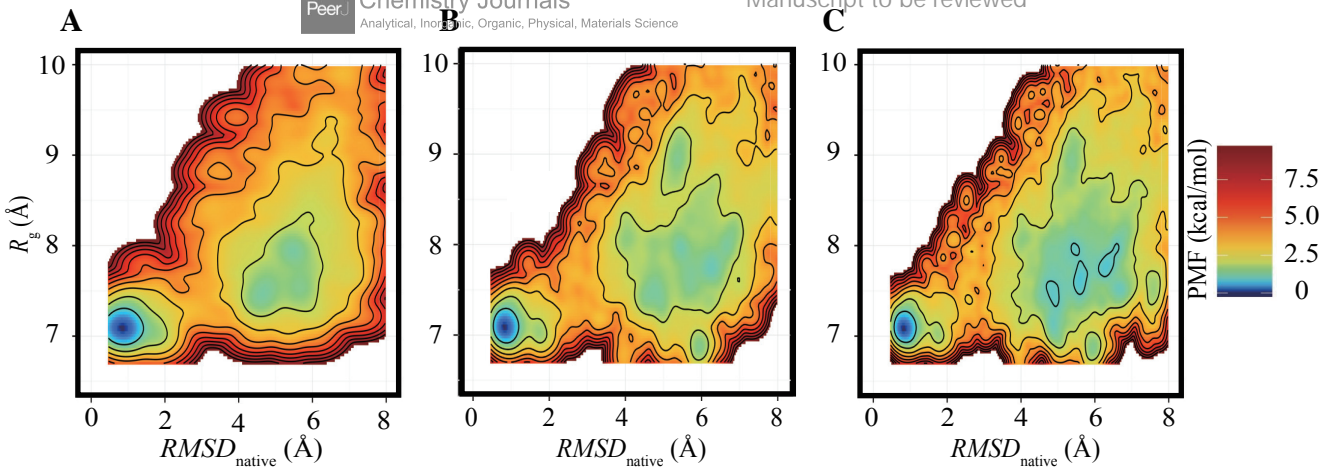 PeerJ Chemistry Journals Manuscript to be reviewed
Analytical, Inorganic, Organic, Physical, Materials Science
A B C
10 10 10
9 9 9
8 8 8
7 7 7
Rg (Å)
0 2 4 6 8 0 2 4 6 8 0 2 4 6 8
RMSDnative (Å) RMSDnative (Å) RMSDnative (Å)
PMF (kcal/mol)
7.5
5.0
2.5
0